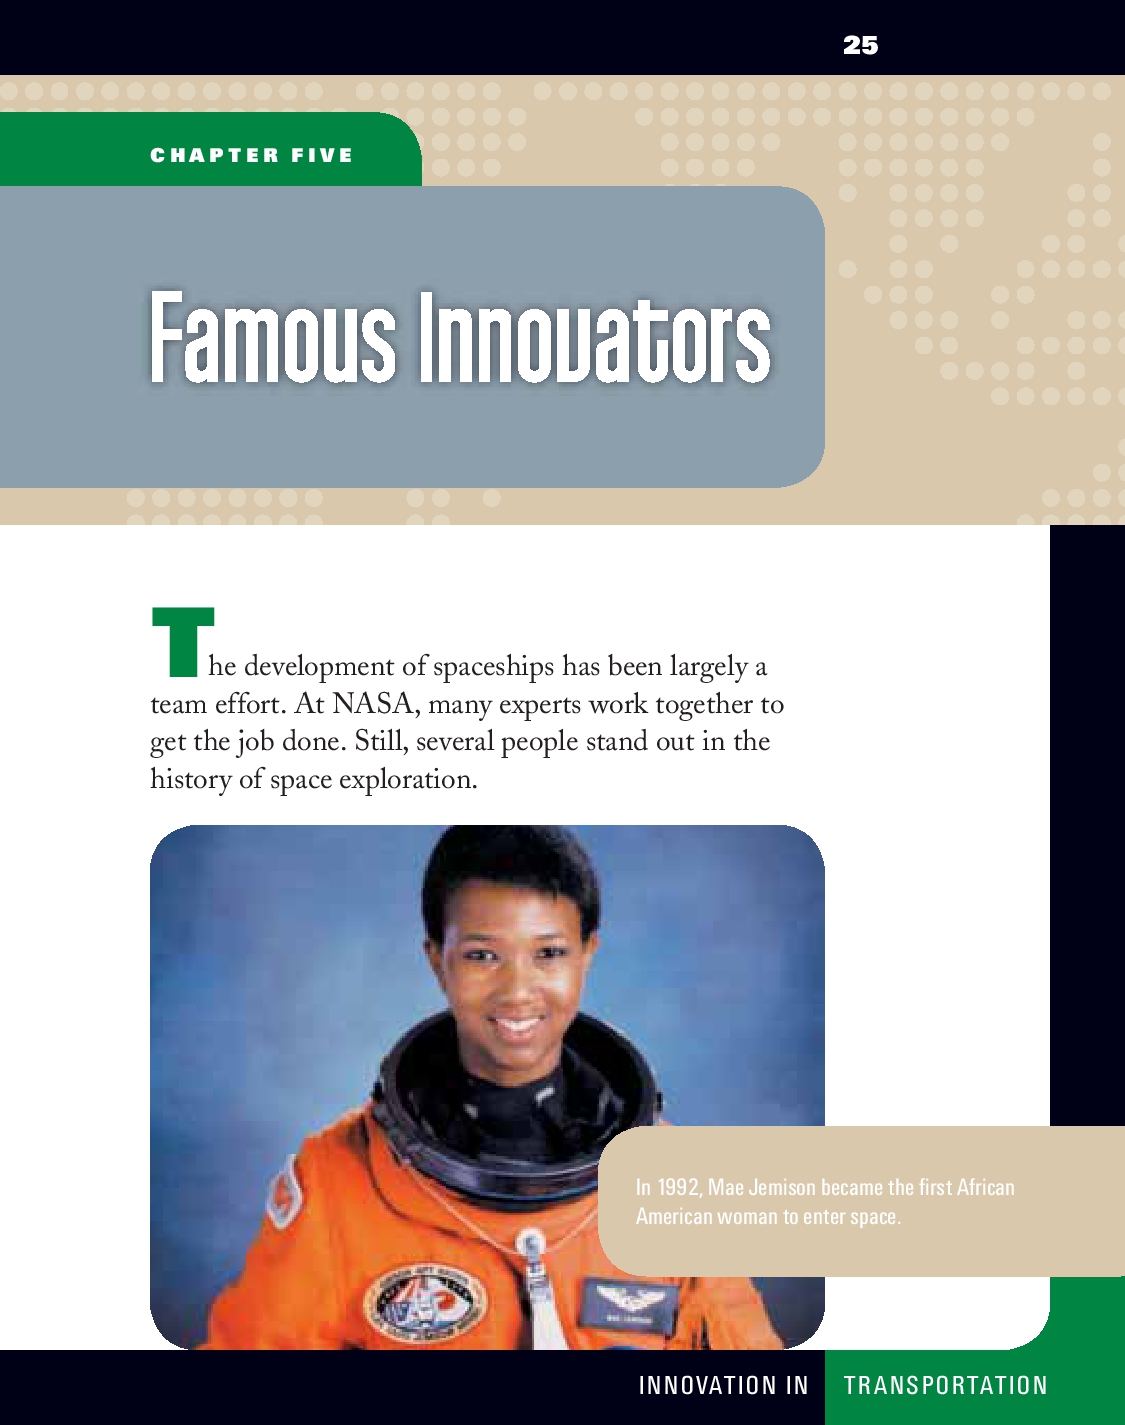 25
CHAPTER FIVE
Famous Innovators
The development of spaceships has been largely a
team effort. At NASA, many experts work together to
get the job done. Still, several people stand out in the
history of space exploration.
In 1992, Mae Jemison became the first African
American woman to enter space.
INNOVATION IN TRANSPORTATION